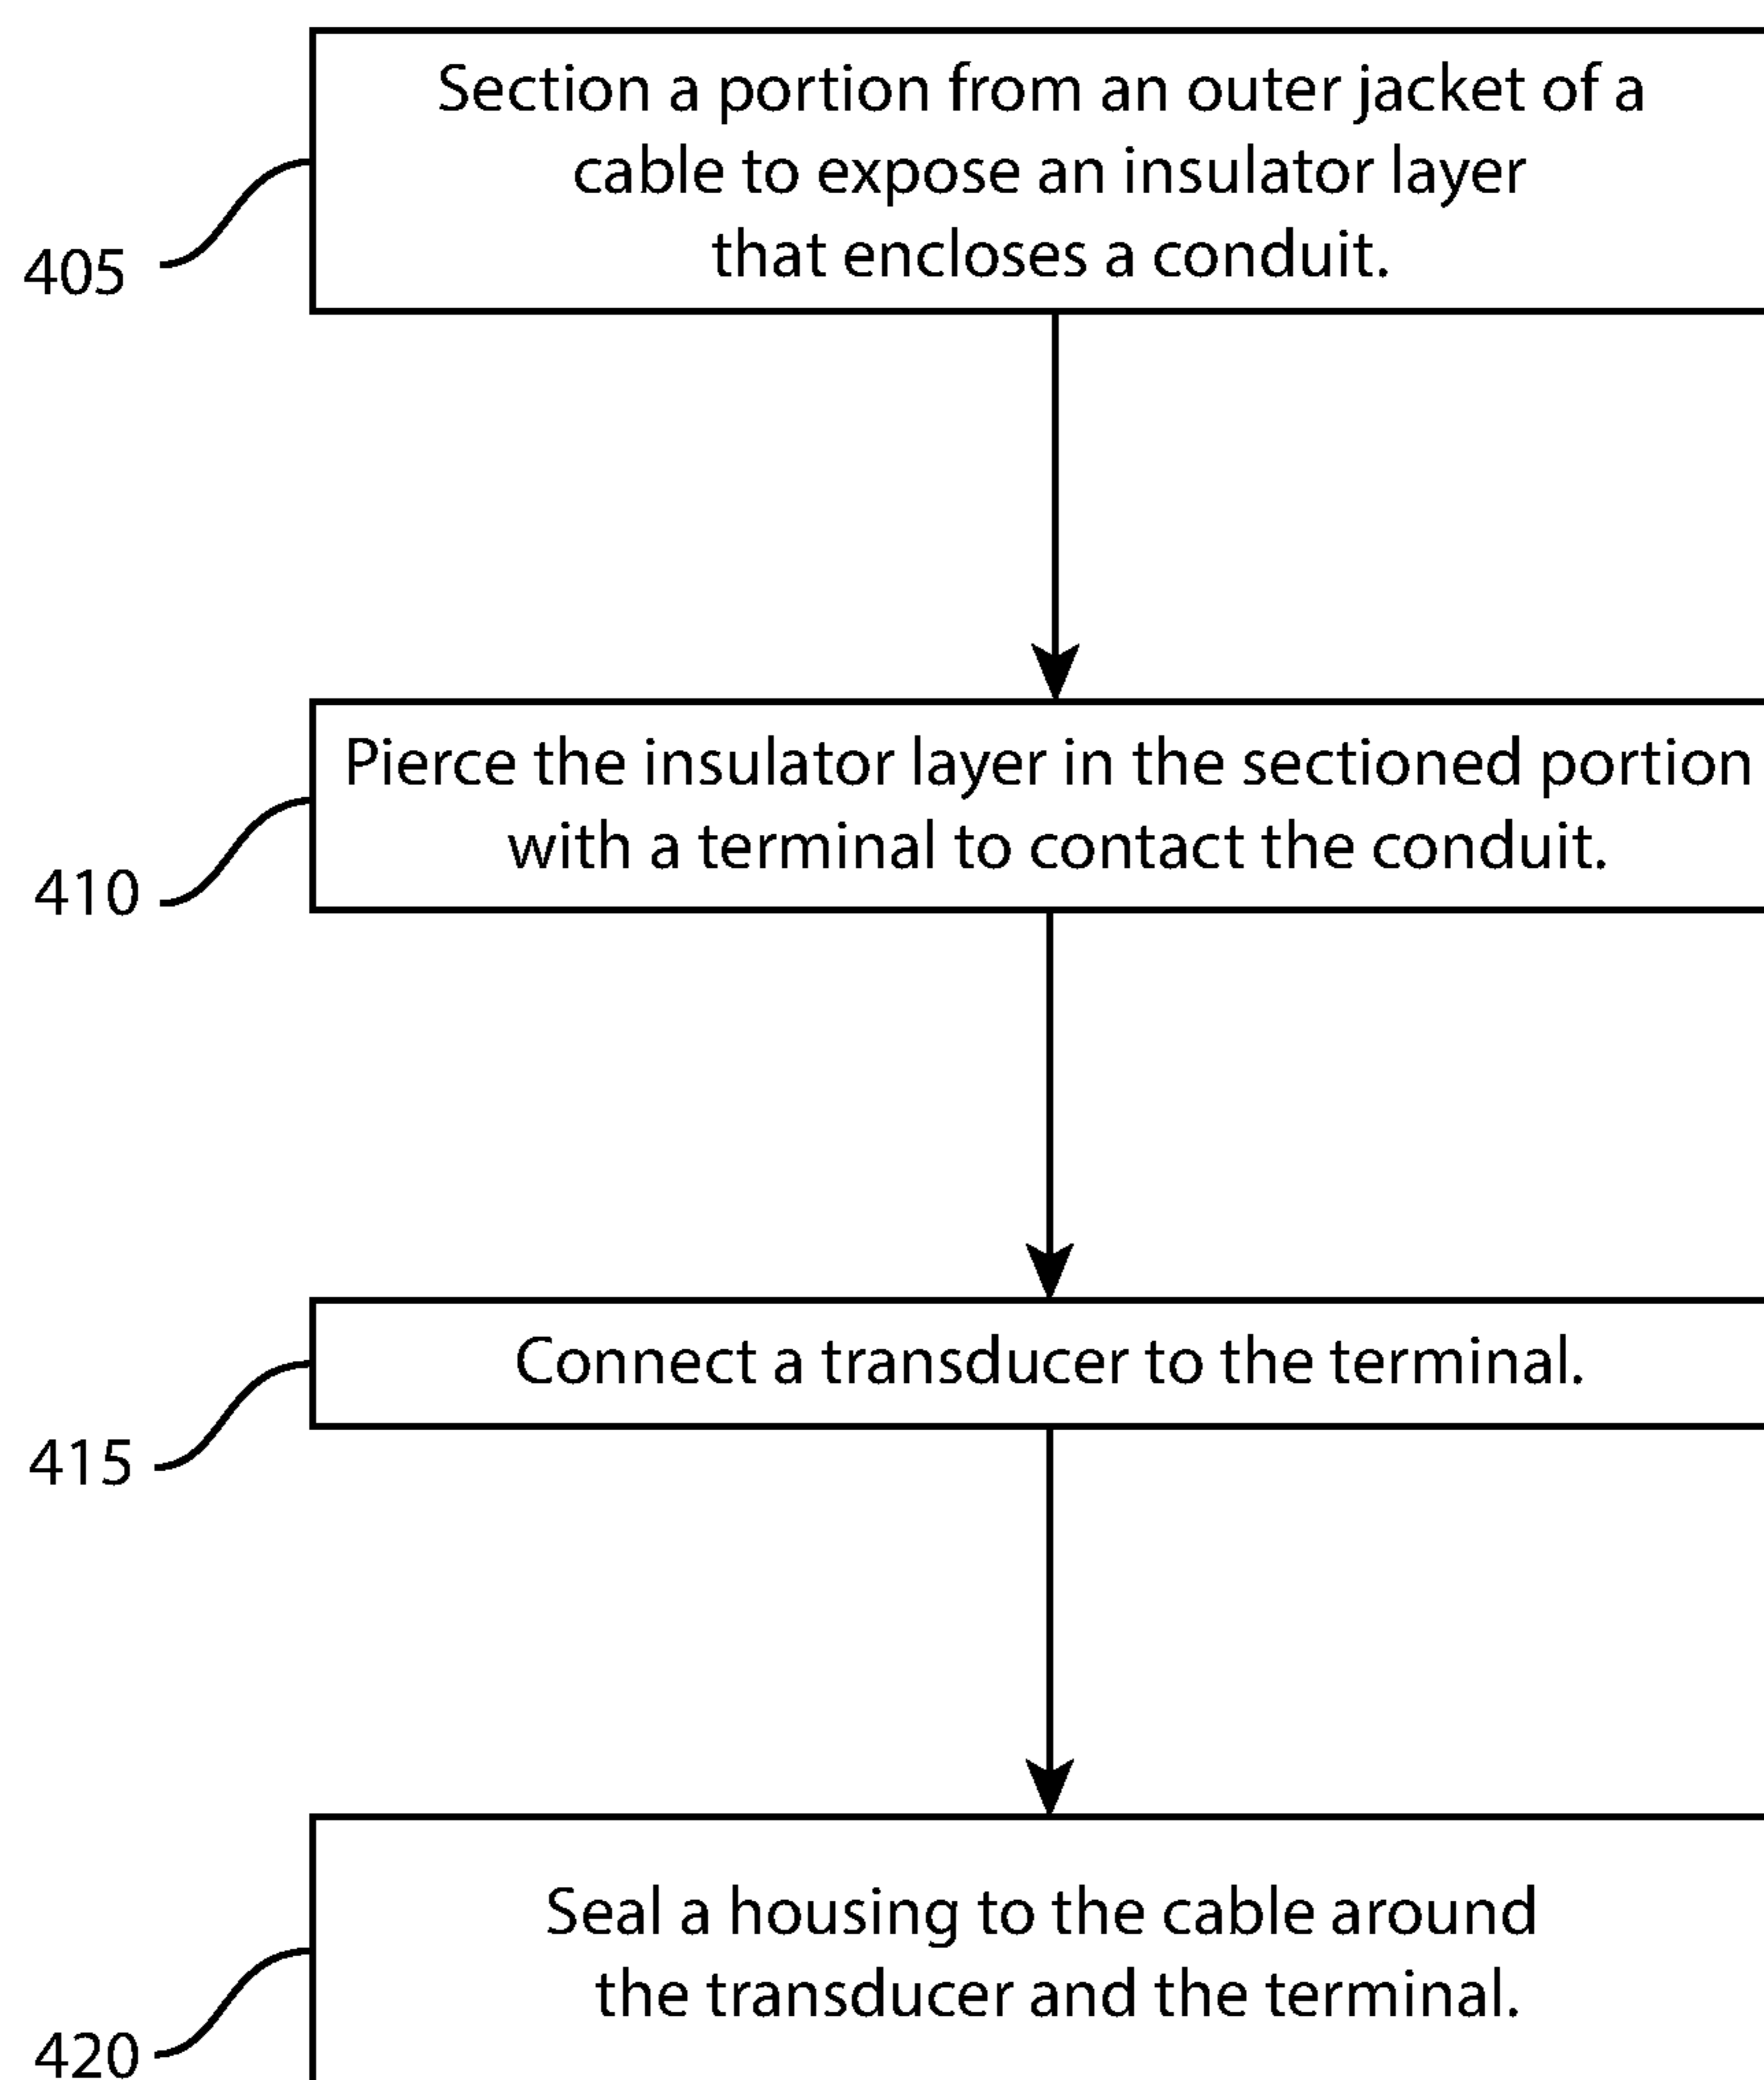 Section a portion from an outer jacket of a
cable to expose an insulator layer
that encloses a conduit.
405
Pierce the insulator layer in the sectioned portion
with a terminal to contact the conduit.
410
Connect a transducer to the terminal.
415
Seal a housing to the cable around
the transducer and the terminal.
420